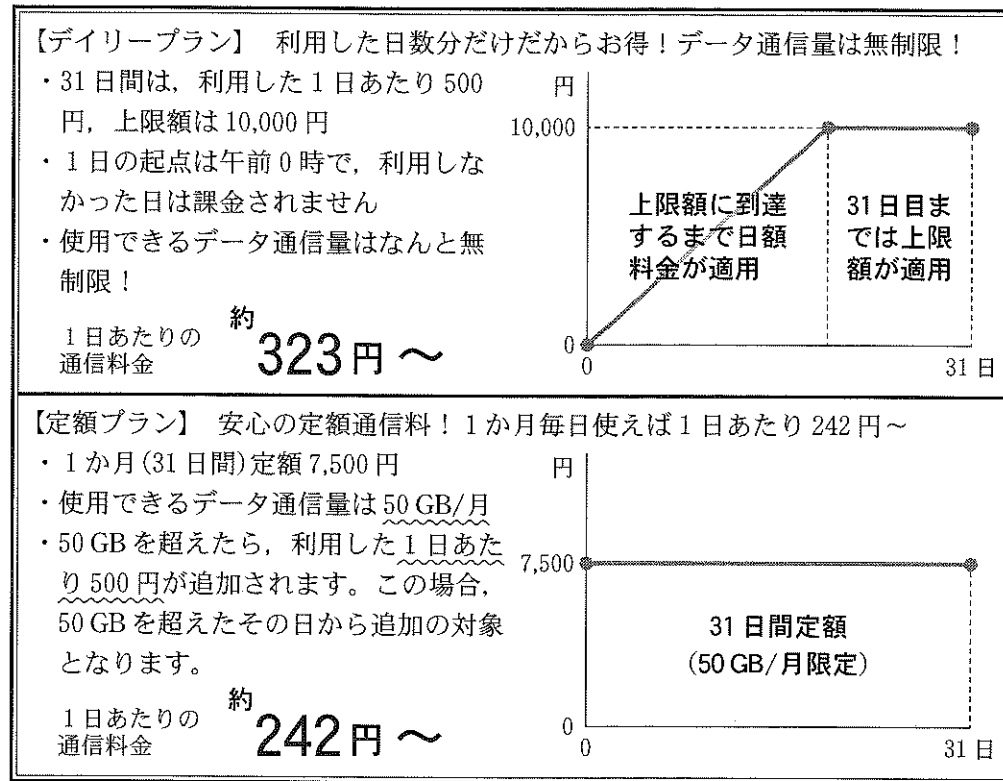 【デイリープラン】 利用した日数分だけだからお得！データ通信量は無制限！
・31日間は，利用した1日あたり500
円，上限額は10,000円
・1日の起点は午前0時で，利用しな
かった日は課金されません
・使用できるデータ通信量はなんと無
制限！
1日あたりの
通信料金
約
323円～
円
10,000
上限額に到達
するまで日額
料金が適用
31日目ま
では上限
額が適用
0
0
31日
【定額プラン】 安心の定額通信料！1か月毎日使えば1日あたり242円～
・1か月(31日間)定額7,500円
・使用できるデータ通信量は50 GB/月
・50 GBを超えたら，利用した1日あた
り500円が追加されます。この場合，
50 GBを超えたその日から追加の対象
となります。
1日あたりの
通信料金
約
242円～
円
7,500
31日間定額
(50 GB/月限定)
0
0
31日